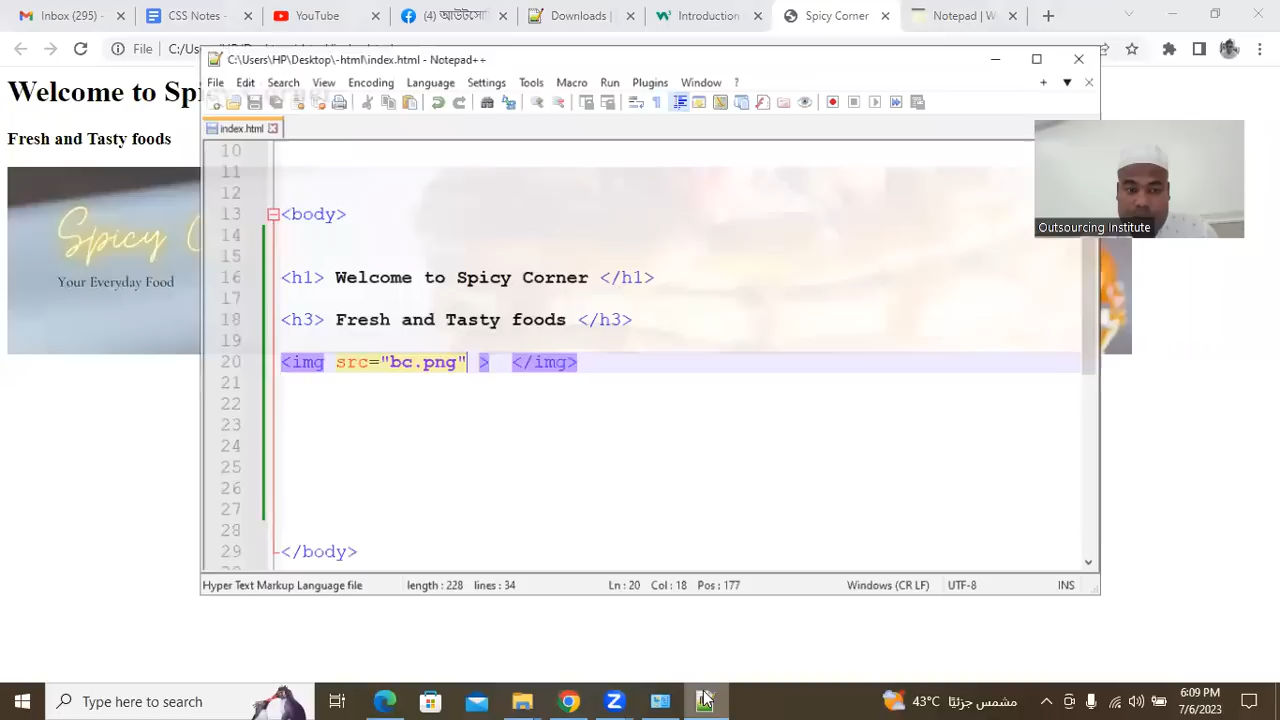 Inbox (295) -
CSS Notes -
YouTube
(4) আউটসো
Downloads |
Introduction
Spicy Corner
Notepad | W
File
C:/Us
C:\Users\HP\Desktop\-html\index.html - Notepad++
Welcome to Sp
File Edit Search View Encoding Language Settings Tools Macro Run Plugins Window ?
index.html
Fresh and Tasty foods
10
11
12
13 <body>
14
15
16 <h1> Welcome to Spicy Corner </h1>
17
18 <h3> Fresh and Tasty foods </h3>
19
20 <img src="bc.png" > </img>
21
22
23
24
25
26
27
28
29 </body>
Spicy C
Your Everyday Food
Outsourcing Institute
Hyper Text Markup Language file length : 228 lines : 34 Ln : 20 Col : 18 Pos : 177 Windows (CR LF) UTF-8 INS
Type here to search
43°C مشمس جزئيًا
6:09 PM
7/6/2023